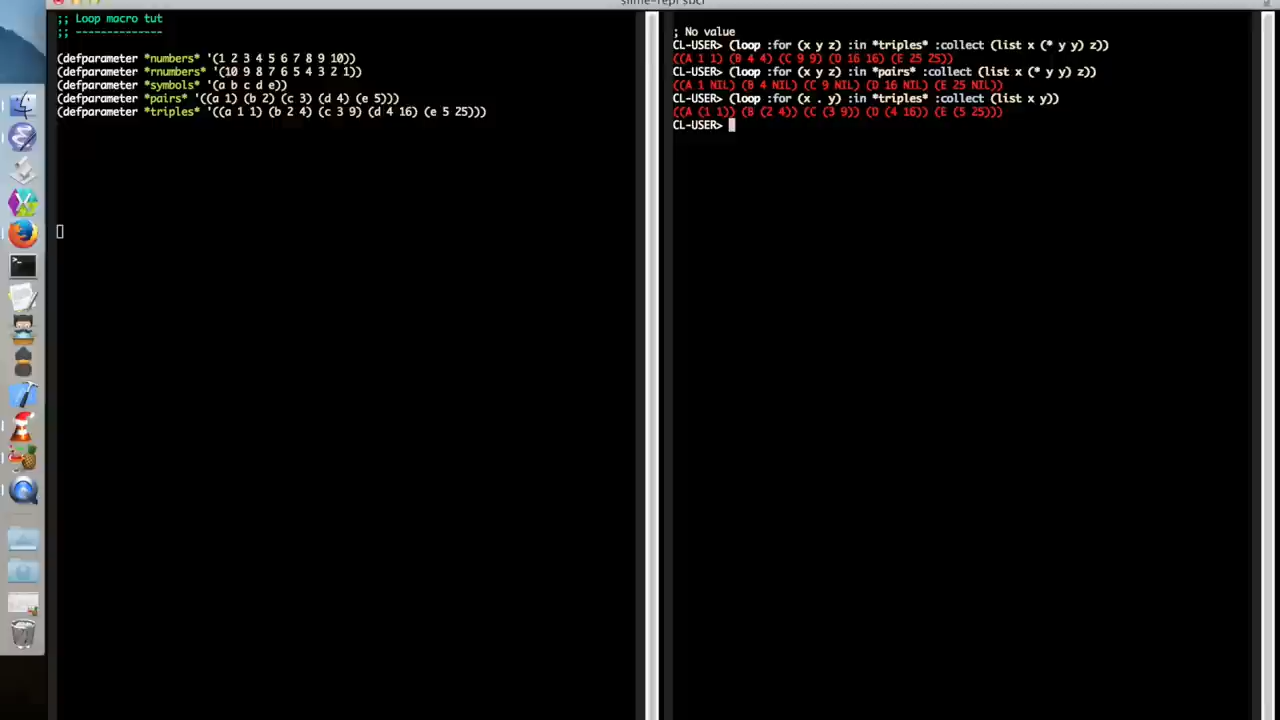 slime-repl sbcl
;; Loop macro tut
;; --------------
(defparameter *numbers* '(1 2 3 4 5 6 7 8 9 10))
(defparameter *rnumbers* '(10 9 8 7 6 5 4 3 2 1))
(defparameter *symbols* '(a b c d e))
(defparameter *pairs* '((a 1) (b 2) (c 3) (d 4) (e 5)))
(defparameter *triples* '((a 1 1) (b 2 4) (c 3 9) (d 4 16) (e 5 25)))
; No value
CL-USER> (loop :for (x y z) :in *triples* :collect (list x (* y y) z))
((A 1 1) (B 4 4) (C 9 9) (D 16 16) (E 25 25))
CL-USER> (loop :for (x y z) :in *pairs* :collect (list x (* y y) z))
((A 1 NIL) (B 4 NIL) (C 9 NIL) (D 16 NIL) (E 25 NIL))
CL-USER> (loop :for (x . y) :in *triples* :collect (list x y))
((A (1 1)) (B (2 4)) (C (3 9)) (D (4 16)) (E (5 25)))
CL-USER>